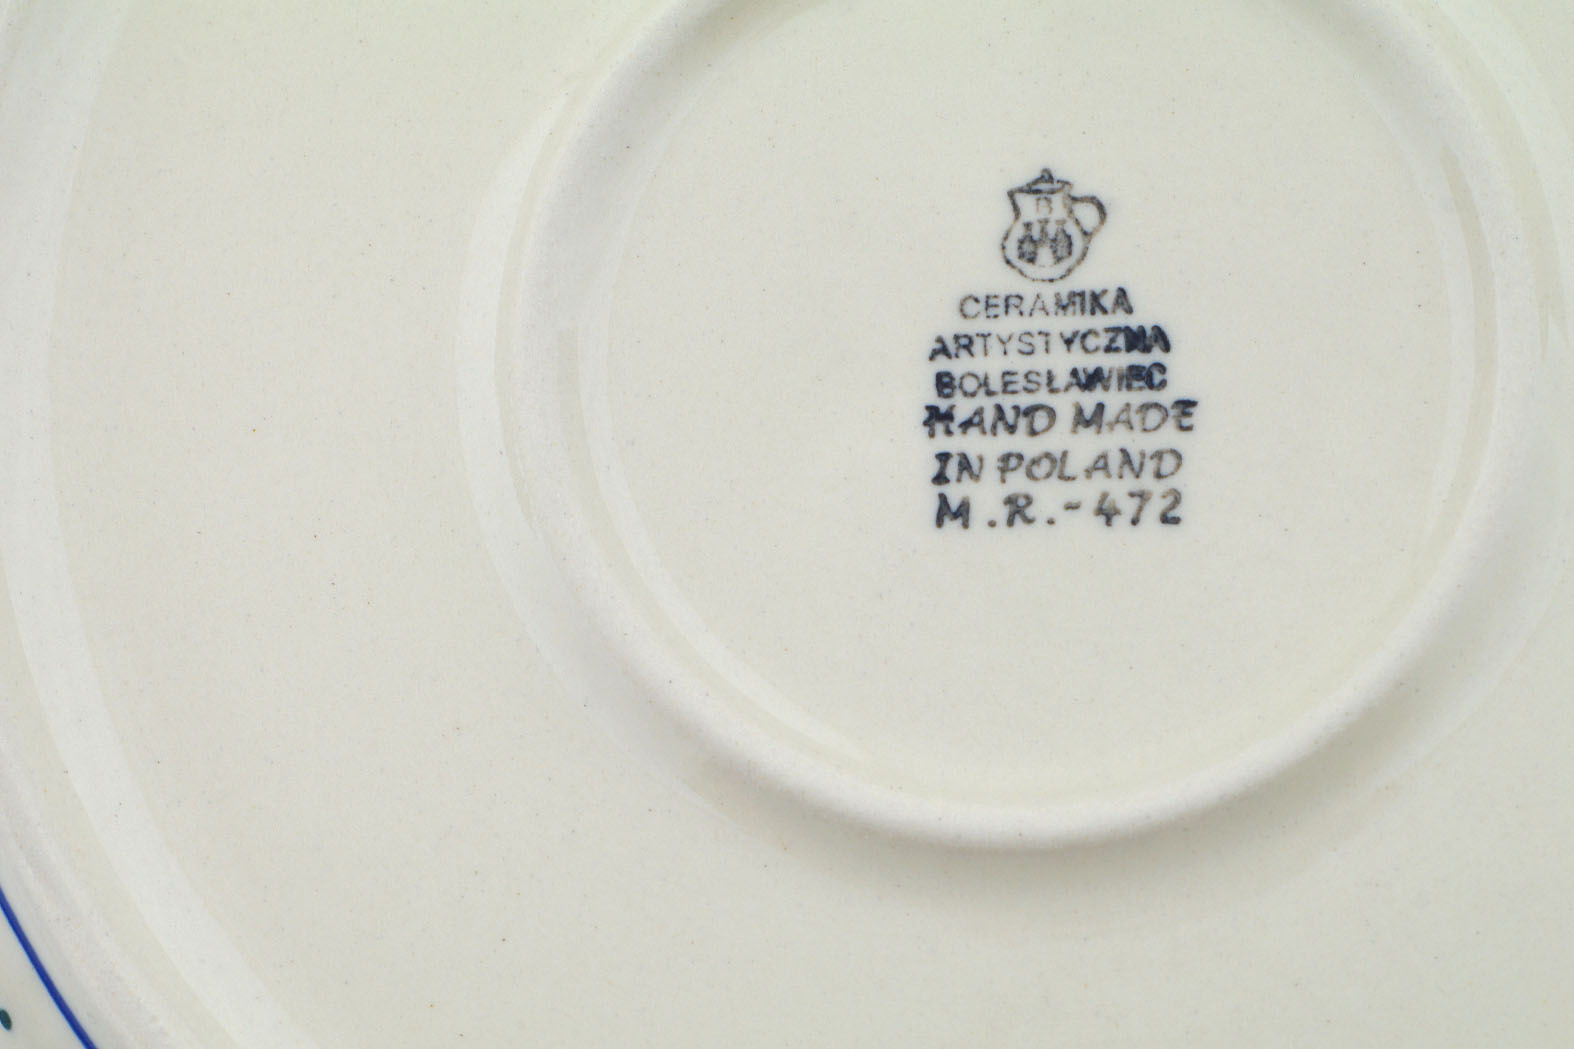 B
CERAMIKA
ARTYSTYCZNA
BOLESŁAWIEC
HAND MADE
IN POLAND
M.R.-472